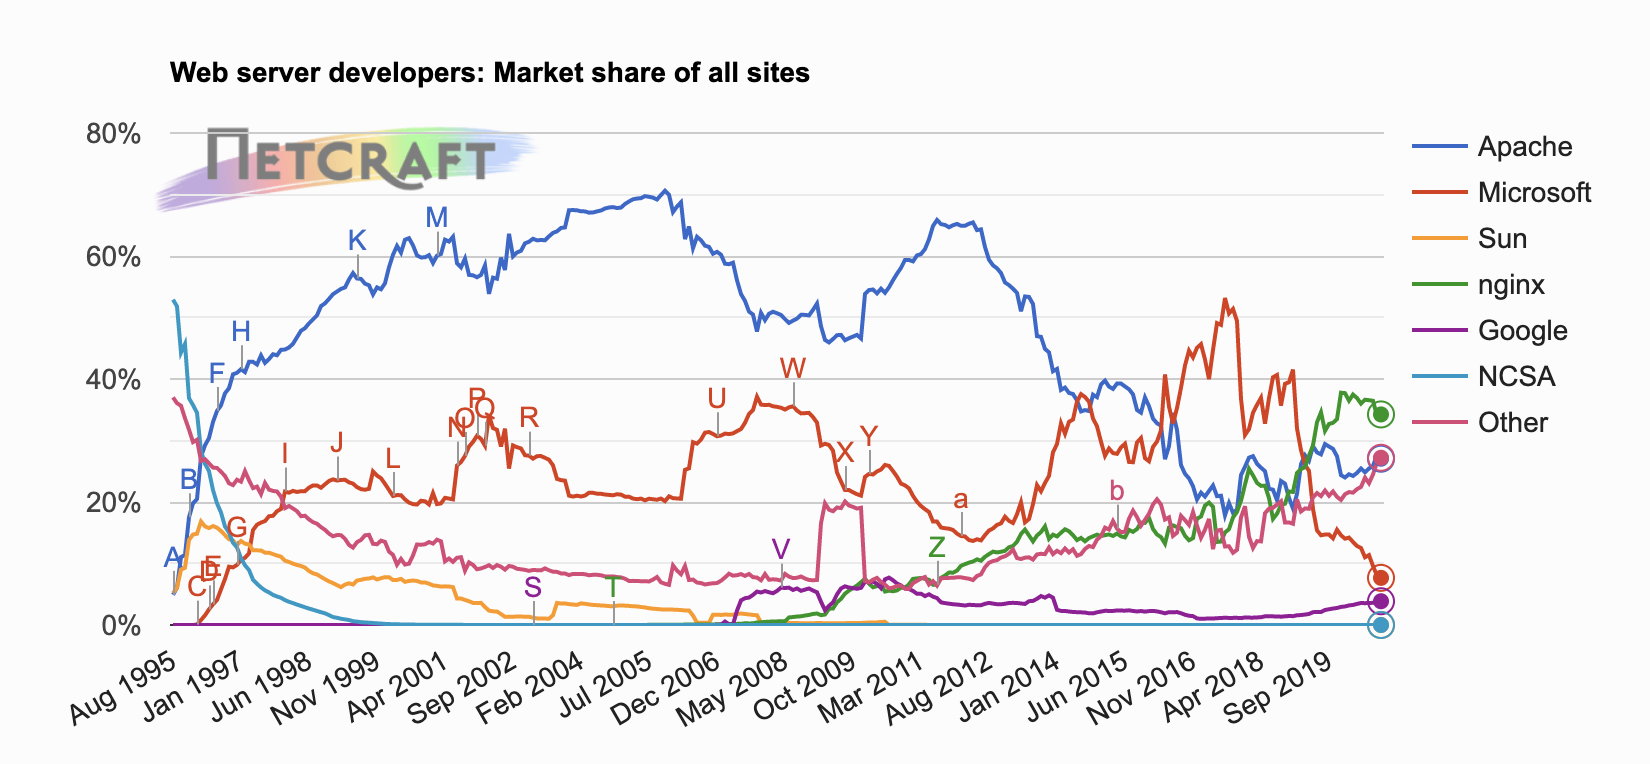 Web server developers: Market share of all sites
NETCRAFT
80%
60%
40%
20%
0%
A
B
C
D
E
F
G
H
I
J
K
L
M
N
O
P
Q
R
S
T
U
V
W
X
Y
Z
a
b
Aug 1995
Jan 1997
Jun 1998
Nov 1999
Apr 2001
Sep 2002
Feb 2004
Jul 2005
Dec 2006
May 2008
Oct 2009
Mar 2011
Aug 2012
Jan 2014
Jun 2015
Nov 2016
Apr 2018
Sep 2019
Apache
Microsoft
Sun
nginx
Google
NCSA
Other